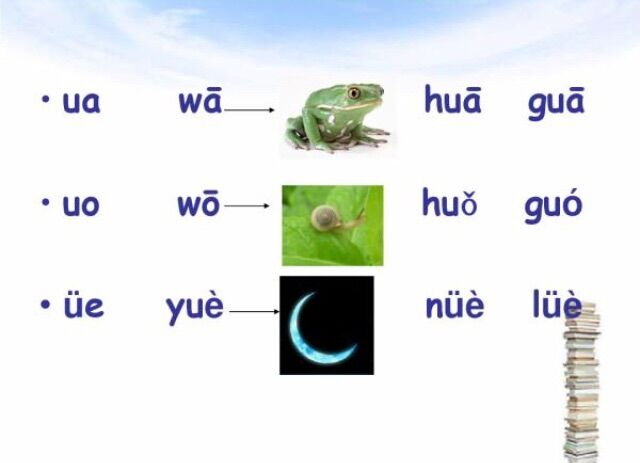 • ua wā huā guā
• uo wō huǒ guó
• üe yuè nüè lüè